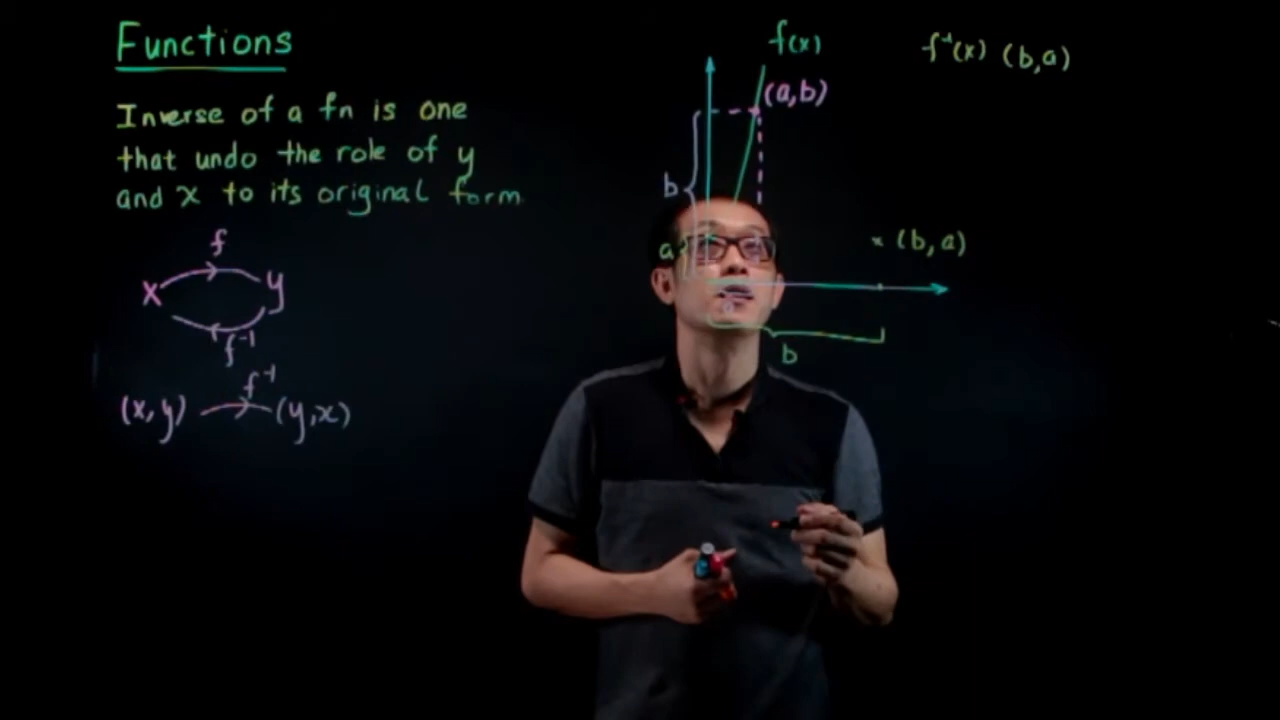 Functions
Inverse of a fn is one
that undo the role of y
and x to its original form
f
x y
f⁻¹
f⁻¹
(x,y) (y,x)
f(x)
(a,b)
b
a
(b,a)
b
f⁻¹(x) (b,a)